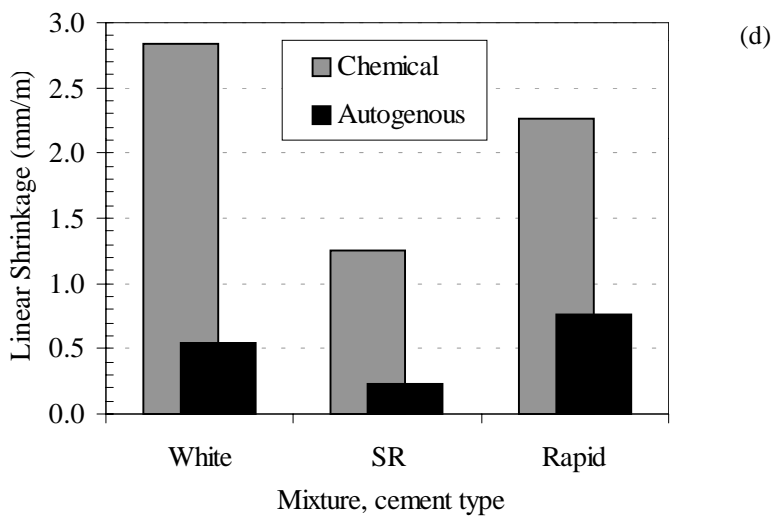 (d)
3.0
2.5
2.0
1.5
1.0
0.5
0.0
Linear Shrinkage (mm/m)
Chemical
Autogenous
White SR Rapid
Mixture, cement type